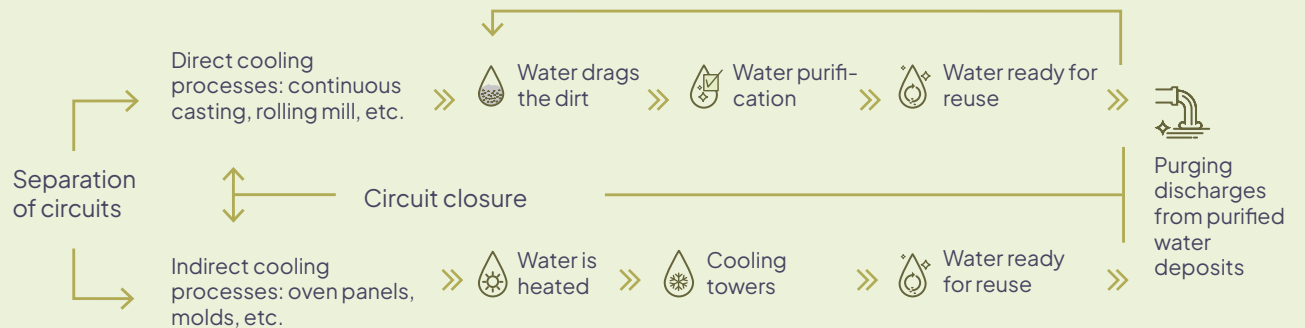 Separation
of circuits
Direct cooling
processes: continuous
casting, rolling mill, etc.
Water drags
the dirt
Water purifi-
cation
Water ready for
reuse
Circuit closure
Indirect cooling
processes: oven panels,
molds, etc.
Water is
heated
Cooling
towers
Water ready
for reuse
Purging
discharges
from purified
water
deposits